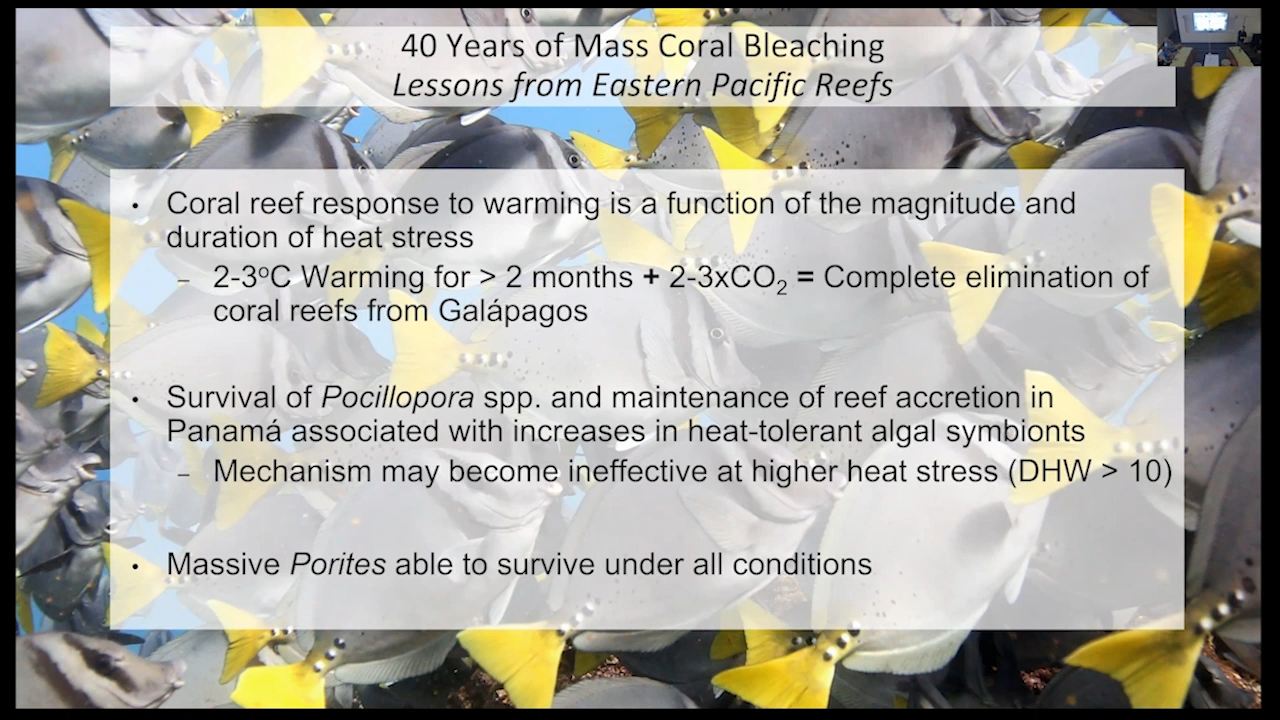 40 Years of Mass Coral Bleaching
Lessons from Eastern Pacific Reefs
• Coral reef response to warming is a function of the magnitude and
duration of heat stress
– 2-3ºC Warming for > 2 months + 2-3xCO₂ = Complete elimination of
coral reefs from Galápagos
• Survival of Pocillopora spp. and maintenance of reef accretion in
Panamá associated with increases in heat-tolerant algal symbionts
– Mechanism may become ineffective at higher heat stress (DHW > 10)
• Massive Porites able to survive under all conditions